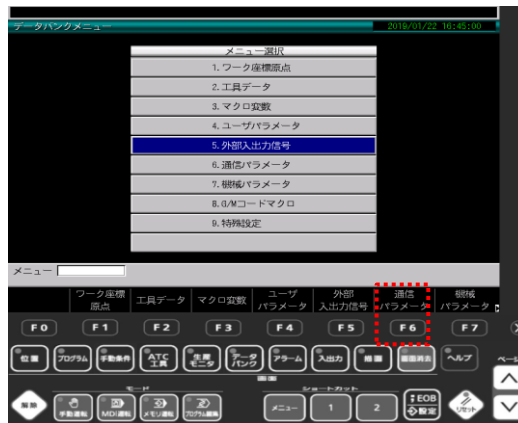 データバンクメニュー
2019/01/22 16:45:00
メニュー選択
1. ワーク座標原点
2. 工具データ
3. マクロ変数
4. ユーザパラメータ
5. 外部入出力信号
6. 通信パラメータ
7. 機械パラメータ
8. G/Mコードマクロ
9. 特殊設定
メニュー
ワーク座標
原点
工具データ
マクロ変数
ユーザ
パラメータ
外部
入出力信号
通信
パラメータ
機械
パラメータ
F0 F1 F2 F3 F4 F5 F6 F7
位置
プログラム
手動条件
ATC
工具
生産
モニタ
データ
バンク
アラーム
入出力
描画
画面消去
ヘルプ
ページ
画面
モード
ショートカット
解除
手動運転
MDI運転
メモリ運転
プログラム編集
メニュー
1
2
EOB
設定
リセット